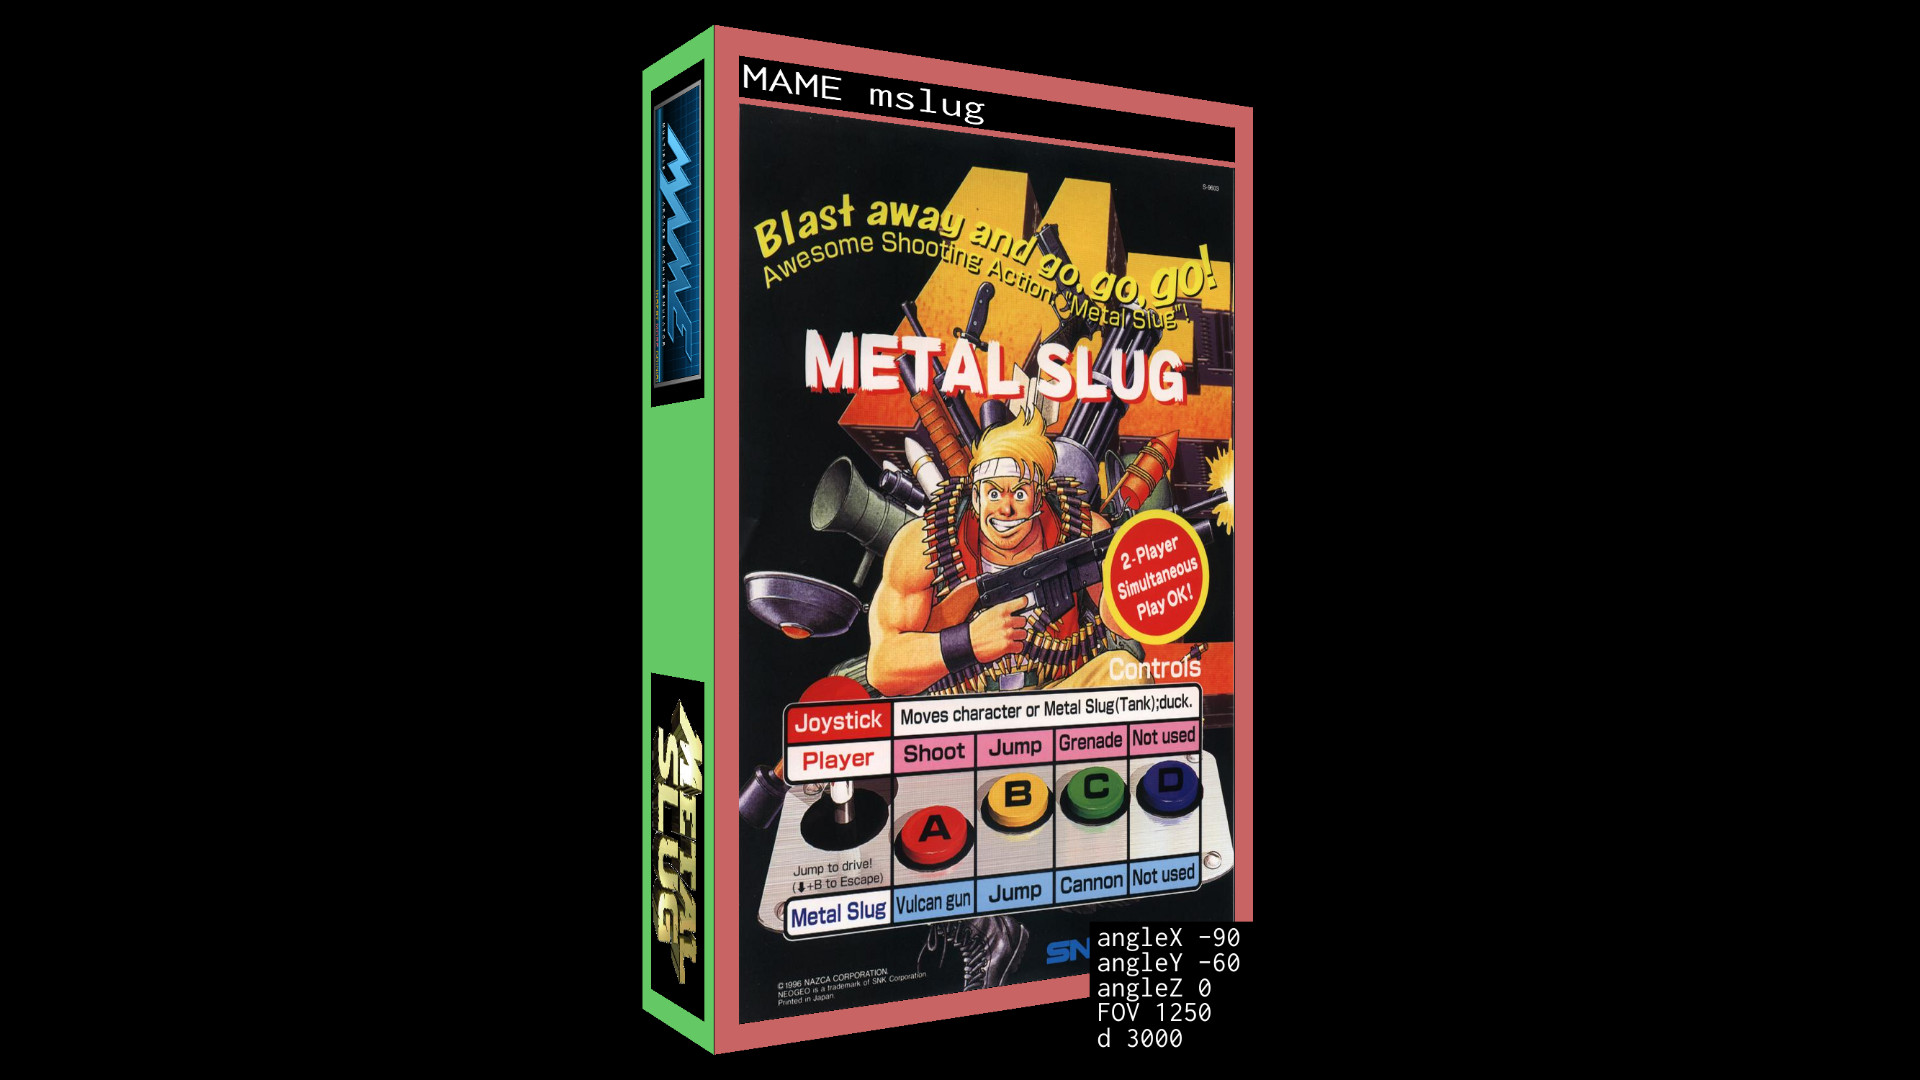 MAME mslug
S-9603
Blast away and go, go, go!
Awesome Shooting Action, "Metal Slug"!
METAL SLUG
2-Player
Simultaneous
Play OK!
Controls
Joystick Moves character or Metal Slug(Tank);duck.
Player Shoot Jump Grenade Not used
A B C D
Jump to drive!
(⬇+B to Escape)
Metal Slug Vulcan gun Jump Cannon Not used
SN
©1996 NAZCA CORPORATION.
NEOGEO is a trademark of SNK Corporation.
Printed in Japan.
MAME
METAL
SLUG
angleX -90
angleY -60
angleZ 0
FOV 1250
d 3000